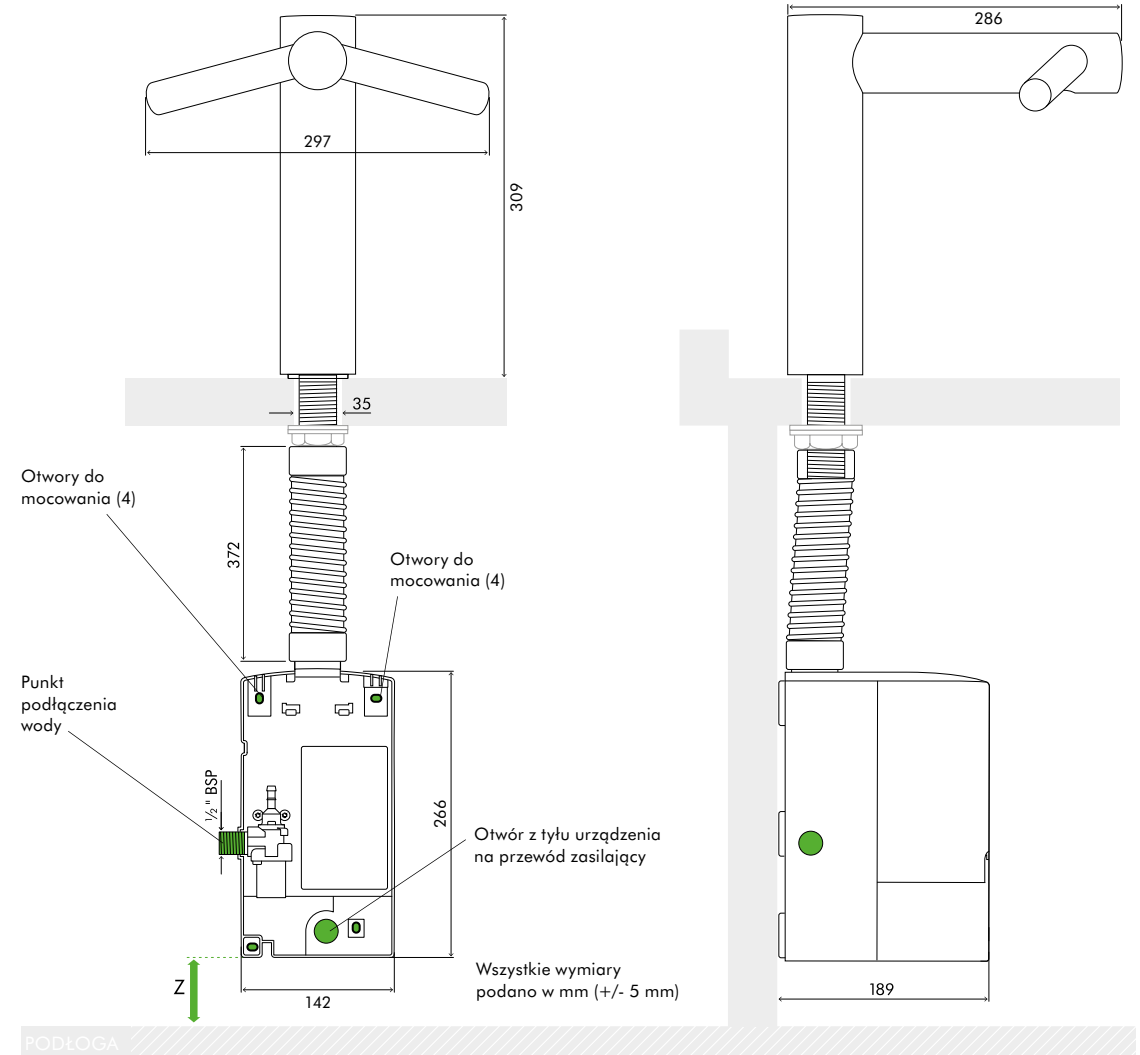 286
297
309
35
Otwory do
mocowania (4)
372
Otwory do
mocowania (4)
Punkt
podłączenia
wody
½" BSP
266
Otwór z tyłu urządzenia
na przewód zasilający
Wszystkie wymiary
podano w mm (+/- 5 mm)
Z
142
189
PODŁOGA